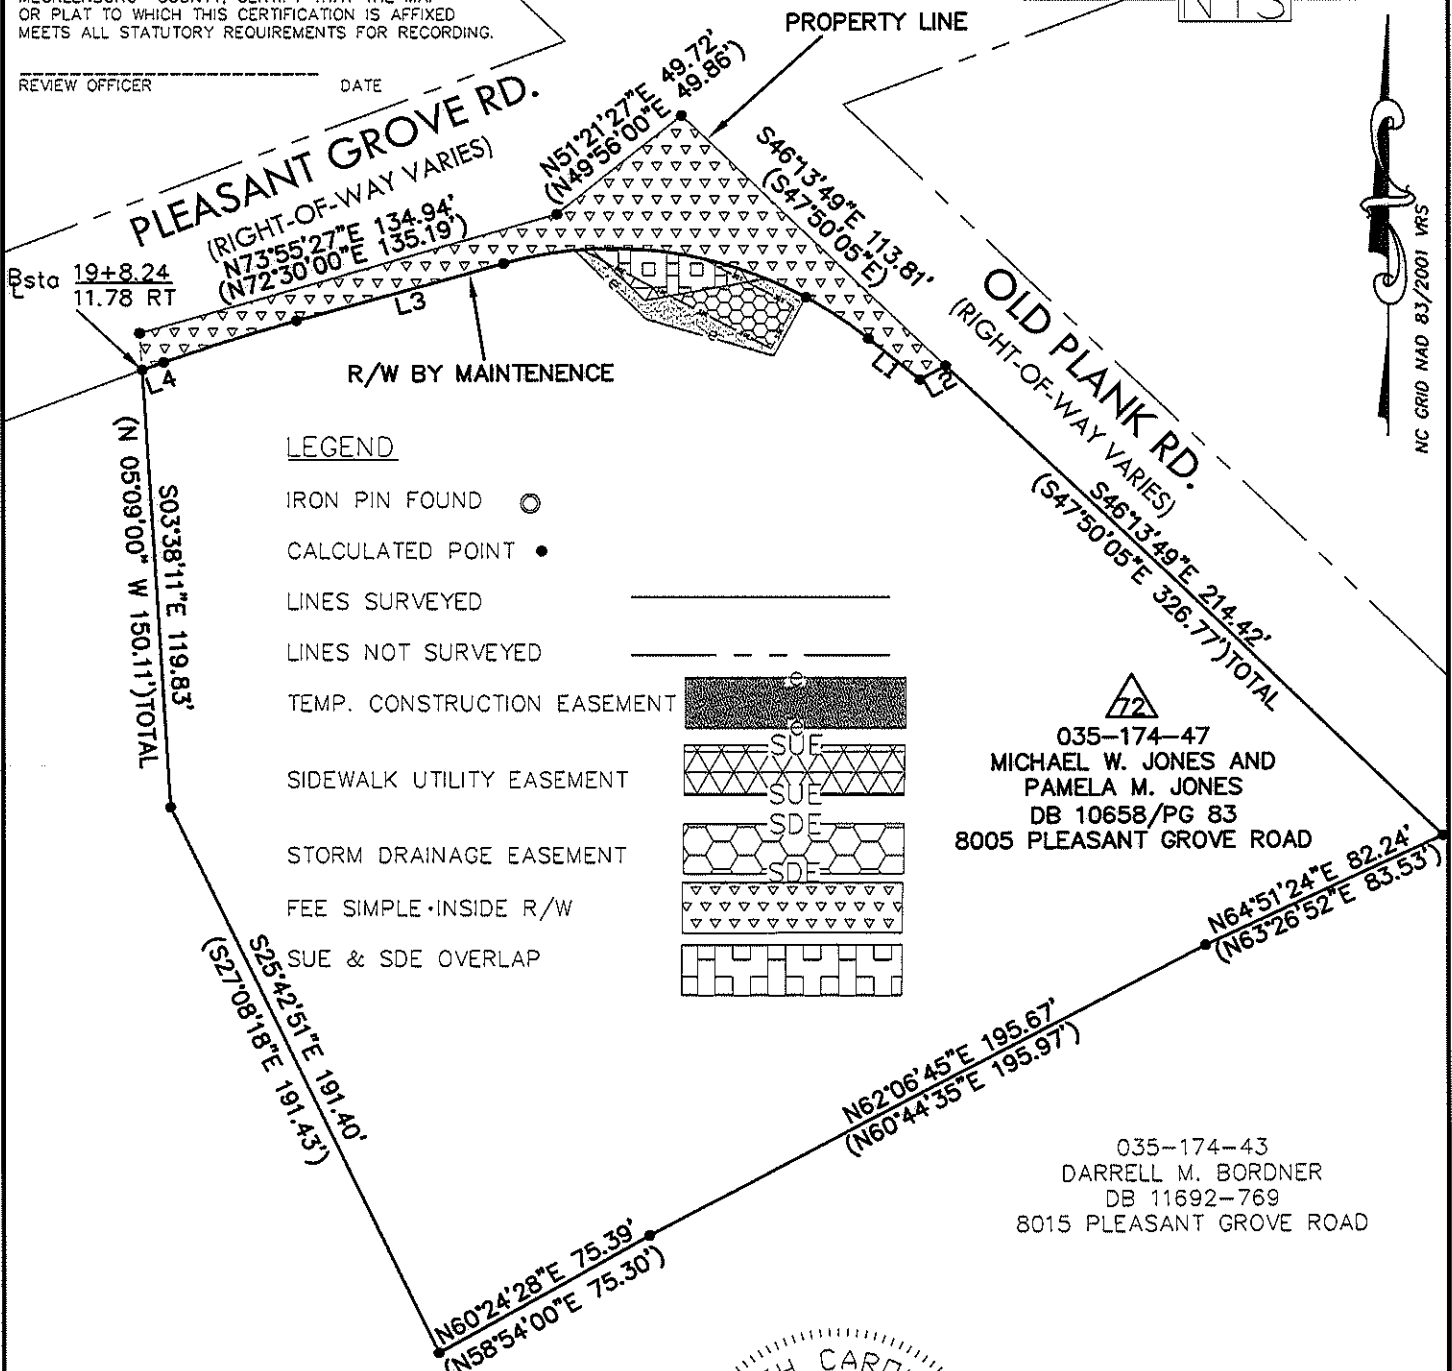 OR PLAT TO WHICH THIS CERTIFICATION IS AFFIXED
MEETS ALL STATUTORY REQUIREMENTS FOR RECORDING.
REVIEW OFFICER DATE
PROPERTY LINE
NTS
PLEASANT GROVE RD.
(RIGHT-OF-WAY VARIES)
N73°55'27"E 134.94'
(N72°30'00"E 135.19')
N51°21'27"E 49.72'
(N49°56'00"E 49.86')
S46°13'49"E 113.81'
(S47°50'05"E)
OLD PLANK RD.
(RIGHT-OF-WAY VARIES)
NC GRID NAD 83/2001 VRS
sta 19+8.24
11.78 RT
L4
L3
L1
L2
R/W BY MAINTENENCE
S03°38'11"E 119.83'
(N 05°09'00" W 150.11')TOTAL
S46°13'49"E 214.42'
(S47°50'05"E 326.77')TOTAL
LEGEND
IRON PIN FOUND
CALCULATED POINT
LINES SURVEYED
LINES NOT SURVEYED
TEMP. CONSTRUCTION EASEMENT
SUE
SIDEWALK UTILITY EASEMENT
SUE
SDE
STORM DRAINAGE EASEMENT
SDE
FEE SIMPLE·INSIDE R/W
SUE & SDE OVERLAP
72
035-174-47
MICHAEL W. JONES AND
PAMELA M. JONES
DB 10658/PG 83
8005 PLEASANT GROVE ROAD
N64°51'24"E 82.24'
(N63°26'52"E 83.53')
S25°42'51"E 191.40'
(S27°08'18"E 191.43')
N62°06'45"E 195.67'
(N60°44'35"E 195.97')
035-174-43
DARRELL M. BORDNER
DB 11692-769
8015 PLEASANT GROVE ROAD
N60°24'28"E 75.39'
(N58°54'00"E 75.30')